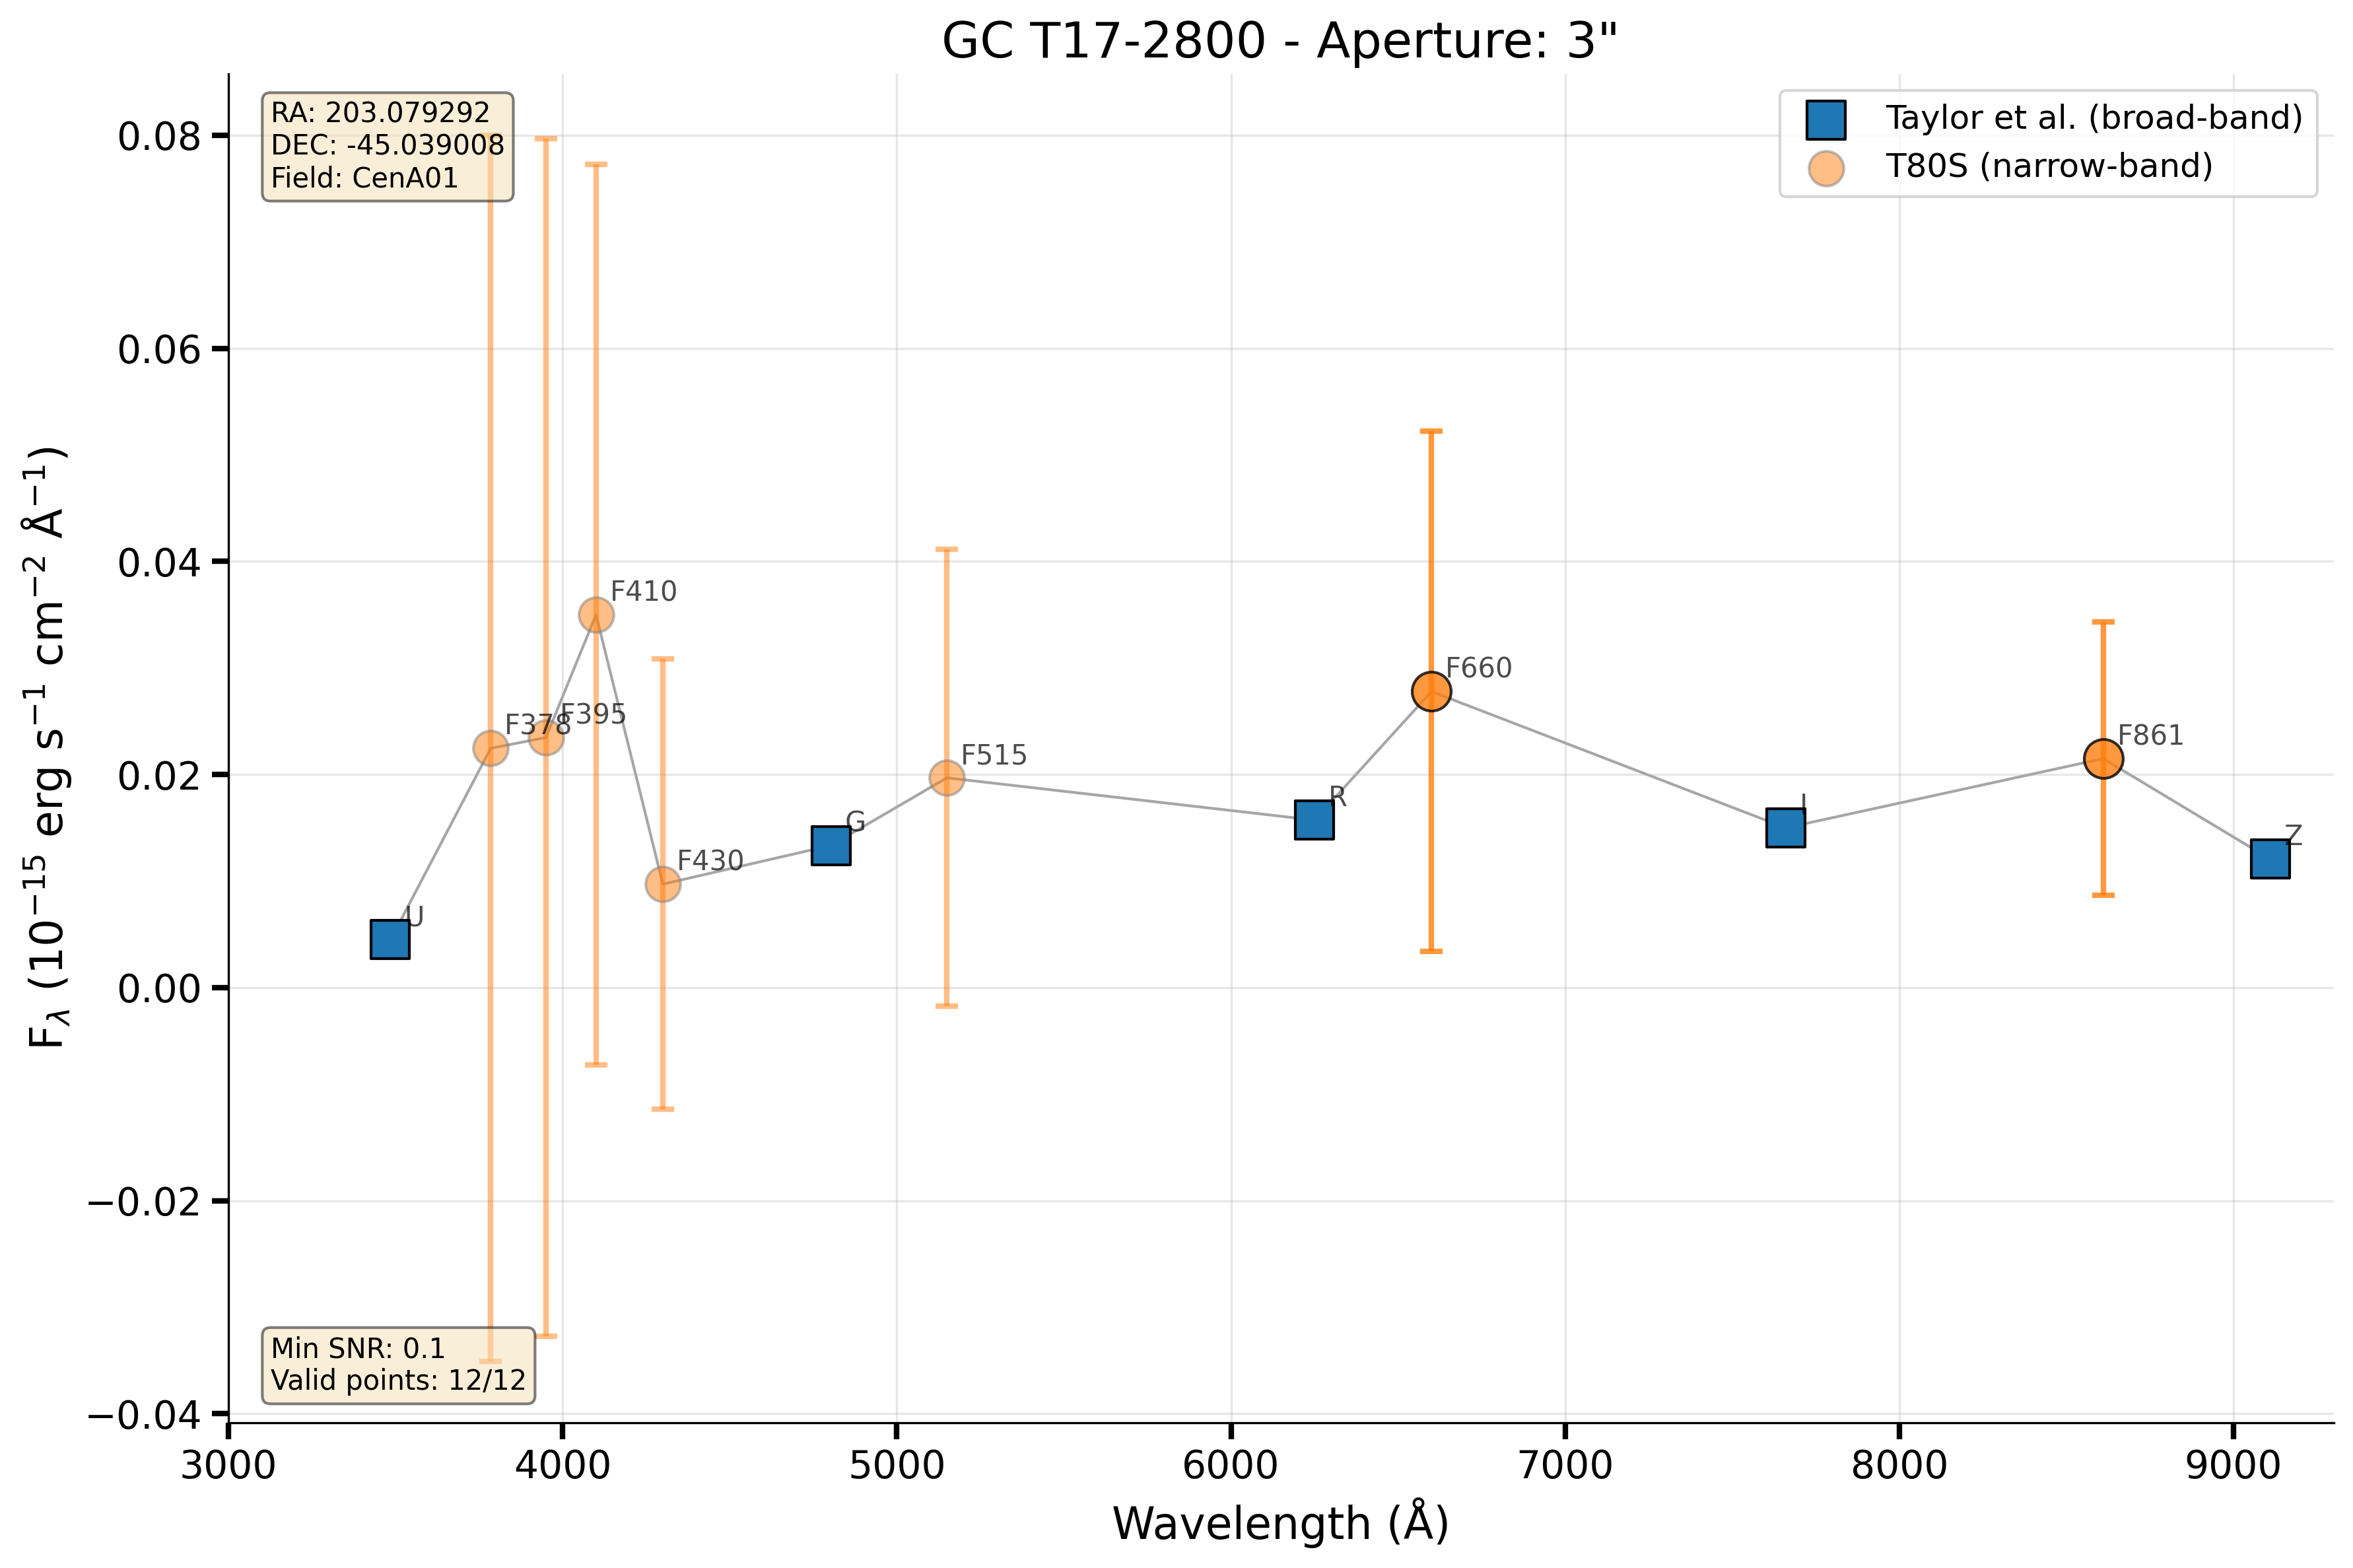 GC T17-2800 - Aperture: 3"
RA: 203.079292
DEC: -45.039008
Field: CenA01
Taylor et al. (broad-band)
T80S (narrow-band)
F_λ (10⁻¹⁵ erg s⁻¹ cm⁻² Å⁻¹)
0.08
0.06
0.04
0.02
0.00
−0.02
−0.04
U
F378
F395
F410
F430
G
F515
R
F660
I
F861
Z
Min SNR: 0.1
Valid points: 12/12
3000
4000
5000
6000
7000
8000
9000
Wavelength (Å)